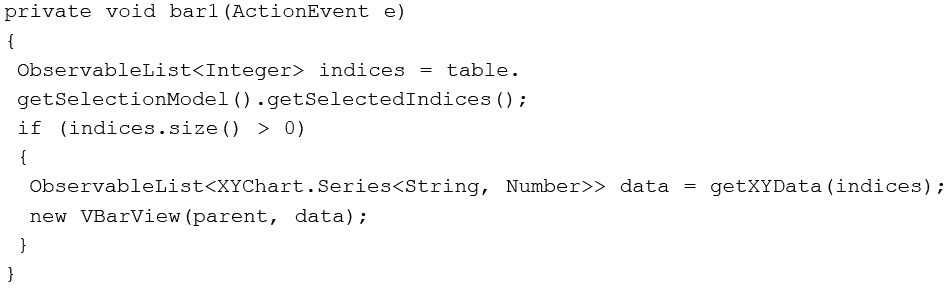 private void bar1(ActionEvent e)
{
ObservableList<Integer> indices = table.
getSelectionModel().getSelectedIndices();
if (indices.size() > 0)
{
ObservableList<XYChart.Series<String, Number>> data = getXYData(indices);
new VBarView(parent, data);
}
}